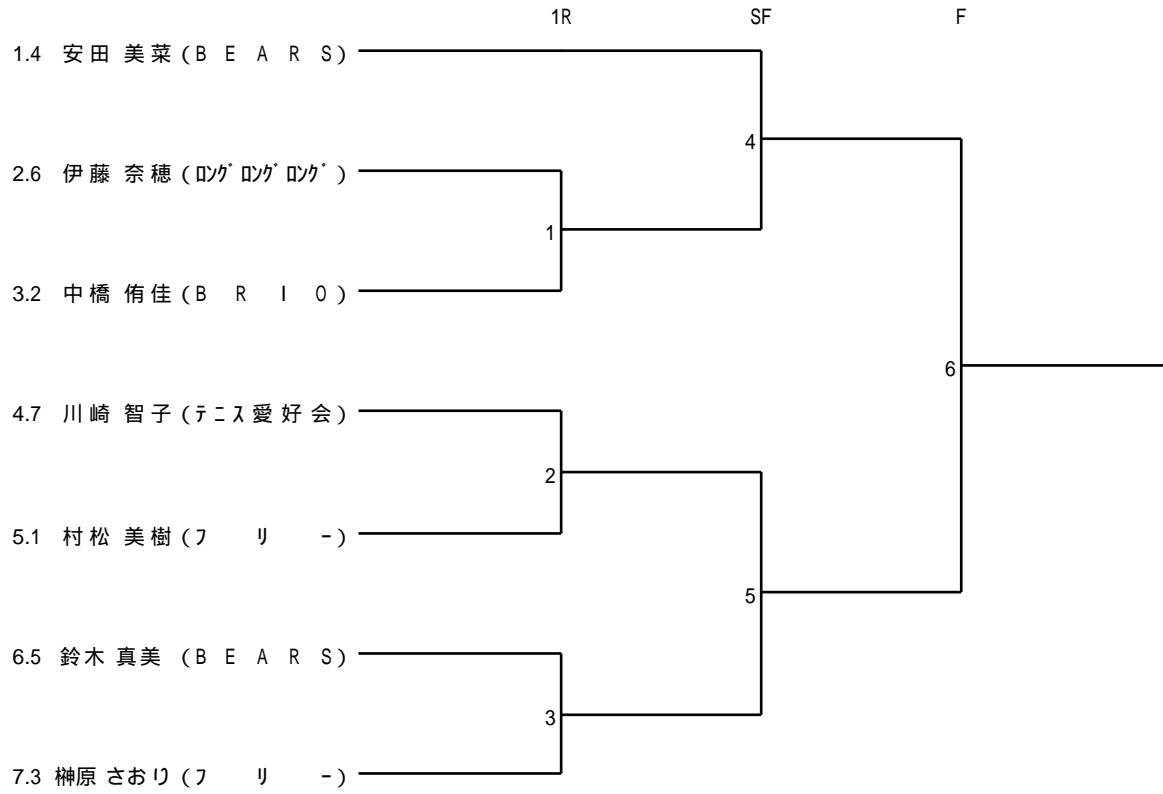 1R SF F
1.4 安田 美菜 (B E A R S)
4
2.6 伊藤 奈穂 (ﾛﾝｸﾞﾛﾝｸﾞﾛﾝｸﾞ)
1
3.2 中橋 侑佳 (B R I O)
6
4.7 川崎 智子 (ﾃﾆｽ愛好会)
2
5.1 村松 美樹 (ﾌ ﾘ ｰ)
5
6.5 鈴木 真美 (B E A R S)
3
7.3 榊原 さおり (ﾌ ﾘ ｰ)